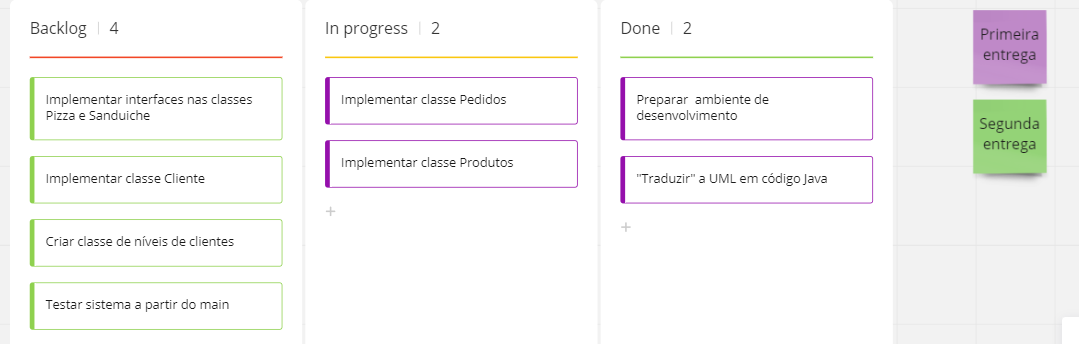 Backlog | 4
Implementar interfaces nas classes
Pizza e Sanduiche
Implementar classe Cliente
Criar classe de níveis de clientes
Testar sistema a partir do main
In progress | 2
Implementar classe Pedidos
Implementar classe Produtos
+
Done | 2
Preparar  ambiente de
desenvolvimento
"Traduzir" a UML em código Java
+
Primeira
entrega
Segunda
entrega